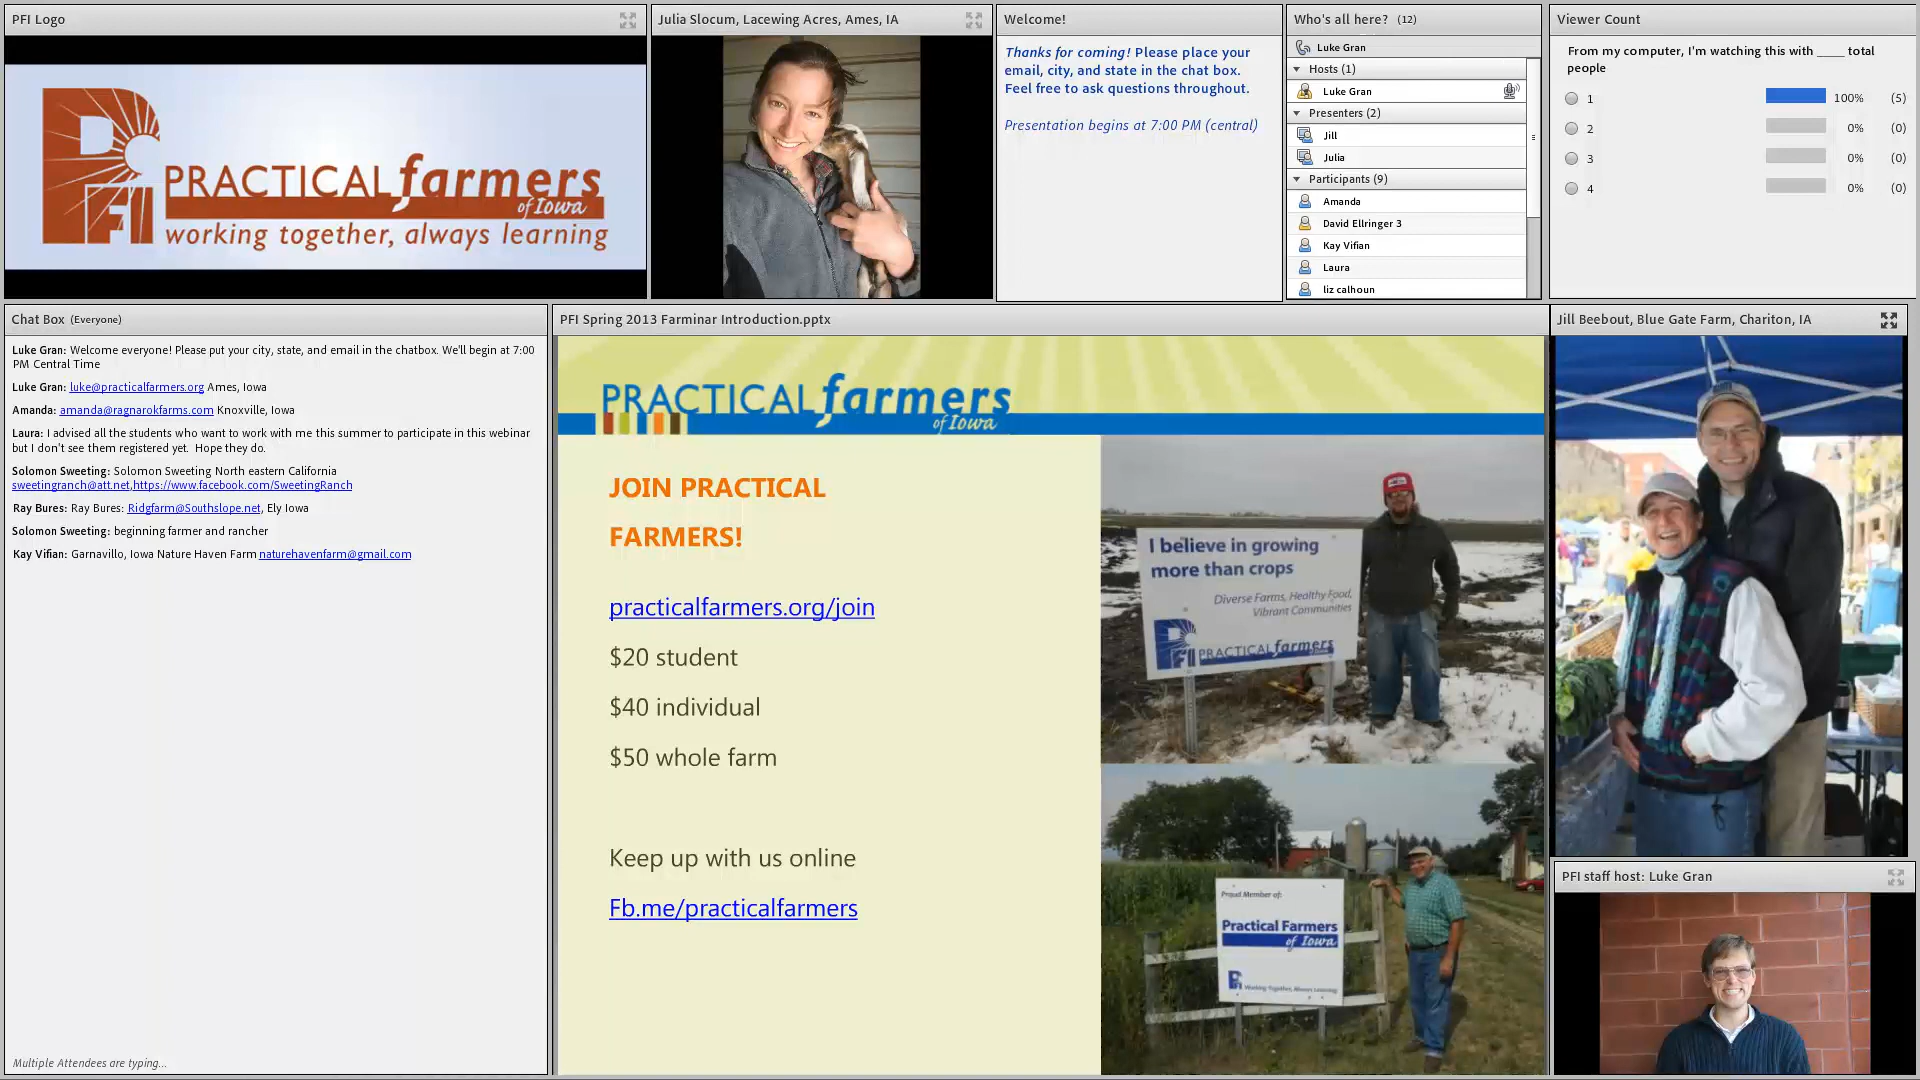 PFI Logo
PRACTICAL farmers
of Iowa
PFI
working together, always learning
Julia Slocum, Lacewing Acres, Ames, IA
Welcome!
Thanks for coming! Please place your
email, city, and state in the chat box.
Feel free to ask questions throughout.
Presentation begins at 7:00 PM (central)
Who's all here? (12)
Luke Gran
Hosts (1)
Luke Gran
Presenters (2)
Jill
Julia
Participants (9)
Amanda
David Ellringer 3
Kay Vifian
Laura
liz calhoun
Viewer Count
From my computer, I'm watching this with ____ total
people
1 100% (5)
2 0% (0)
3 0% (0)
4 0% (0)
Chat Box (Everyone)
Luke Gran: Welcome everyone! Please put your city, state, and email in the chatbox. We'll begin at 7:00
PM Central Time
Luke Gran: luke@practicalfarmers.org Ames, Iowa
Amanda: amanda@ragnarokfarms.com Knoxville, Iowa
Laura: I advised all the students who want to work with me this summer to participate in this webinar
but I don't see them registered yet. Hope they do.
Solomon Sweeting: Solomon Sweeting North eastern California
sweetingranch@att.net,https://www.facebook.com/SweetingRanch
Ray Bures: Ray Bures: Ridgfarm@Southslope.net, Ely Iowa
Solomon Sweeting: beginning farmer and rancher
Kay Vifian: Garnavillo, Iowa Nature Haven Farm naturehavenfarm@gmail.com
Multiple Attendees are typing...
PFI Spring 2013 Farminar Introduction.pptx
PRACTICAL farmers
of Iowa
JOIN PRACTICAL
FARMERS!
practicalfarmers.org/join
$20 student
$40 individual
$50 whole farm
Keep up with us online
Fb.me/practicalfarmers
I believe in growing
more than crops
Diverse Farms, Healthy Food,
Vibrant Communities
PFI PRACTICAL farmers
Proud Member of:
Practical Farmers
of Iowa
Working Together, Always Learning
Jill Beebout, Blue Gate Farm, Chariton, IA
PFI staff host: Luke Gran